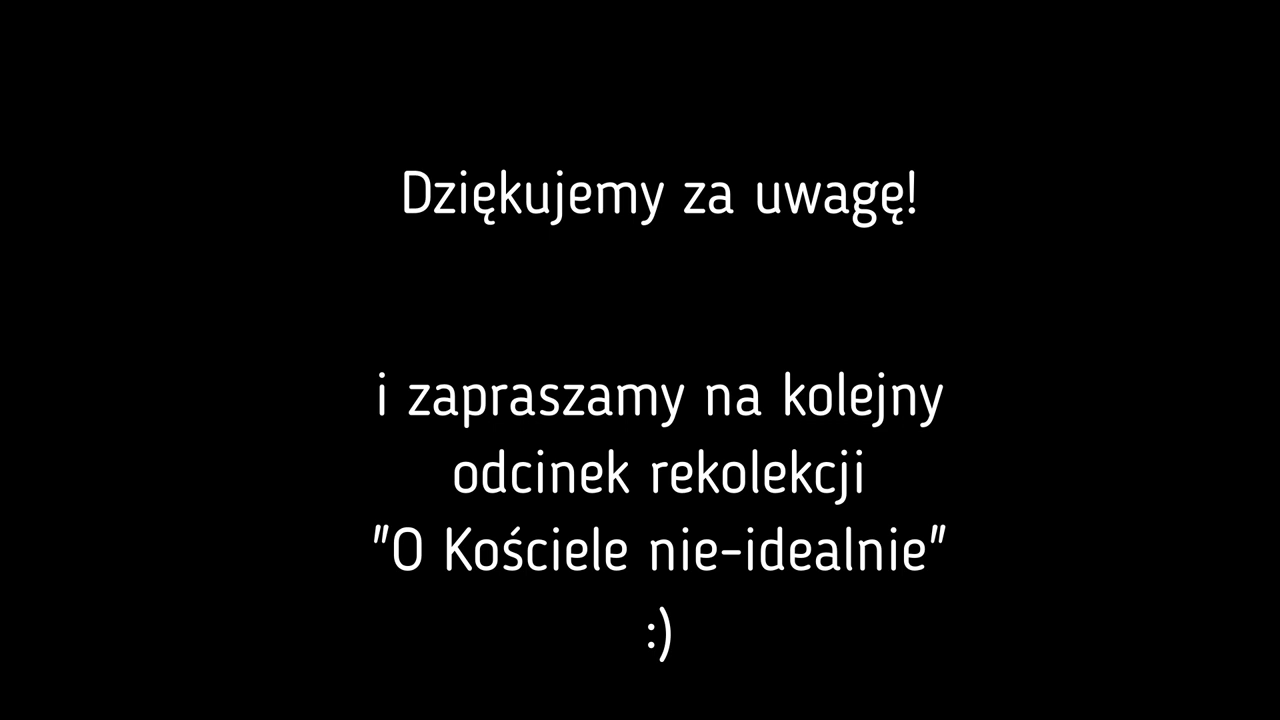 Dziękujemy za uwagę!
i zapraszamy na kolejny
odcinek rekolekcji
"O Kościele nie-idealnie"
:)